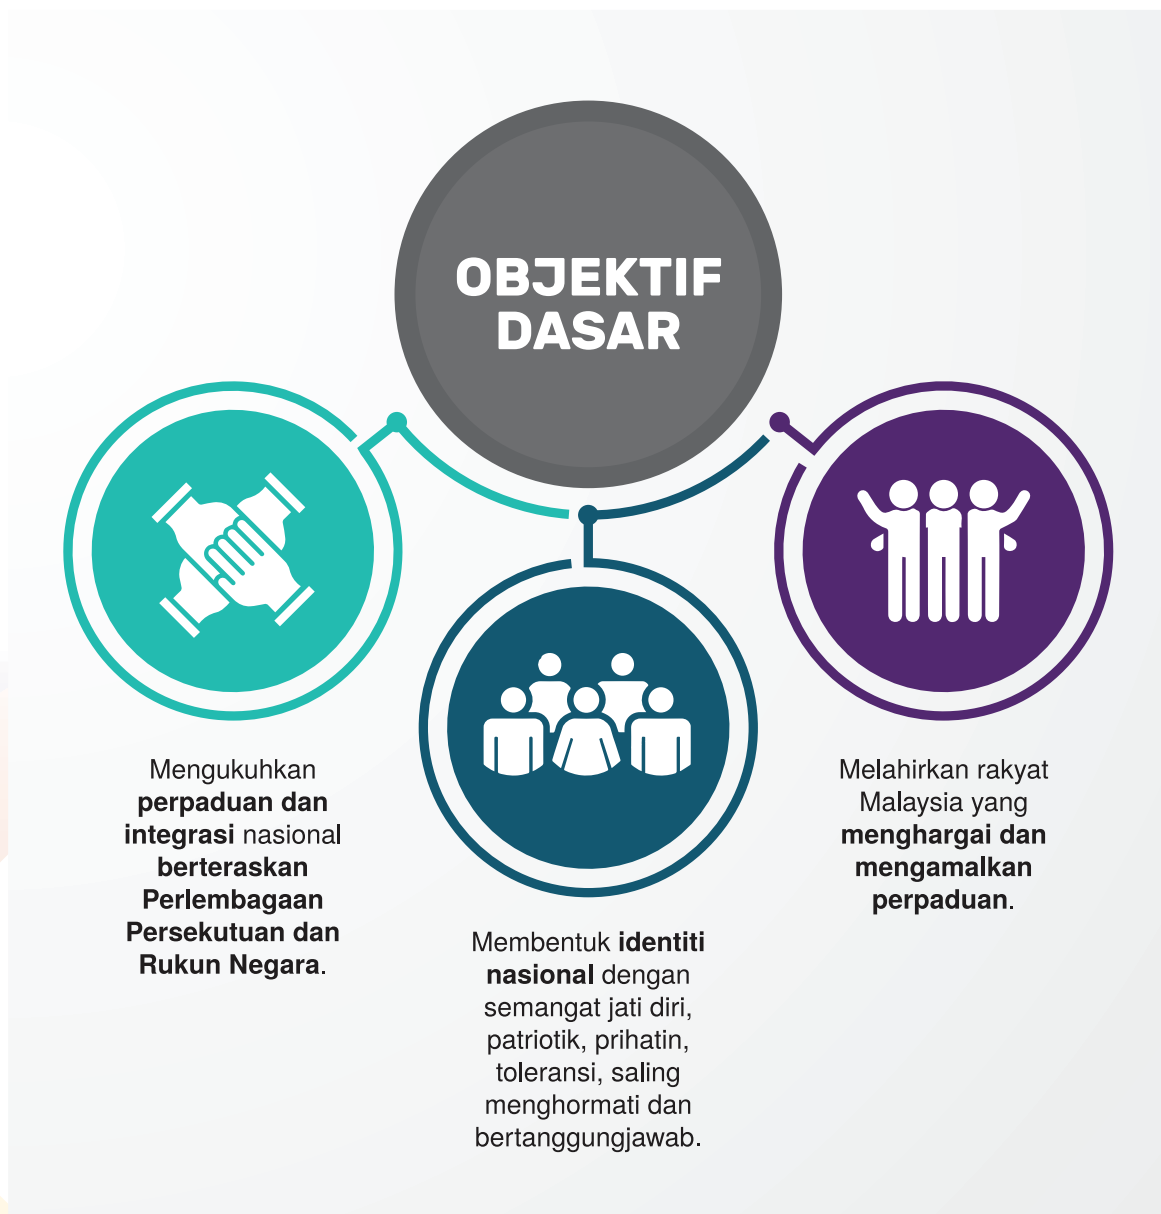 OBJEKTIF
DASAR
Mengukuhkan
perpaduan dan
integrasi nasional
berteraskan
Perlembagaan
Persekutuan dan
Rukun Negara.
Membentuk identiti
nasional dengan
semangat jati diri,
patriotik, prihatin,
toleransi, saling
menghormati dan
bertanggungjawab.
Melahirkan rakyat
Malaysia yang
menghargai dan
mengamalkan
perpaduan.